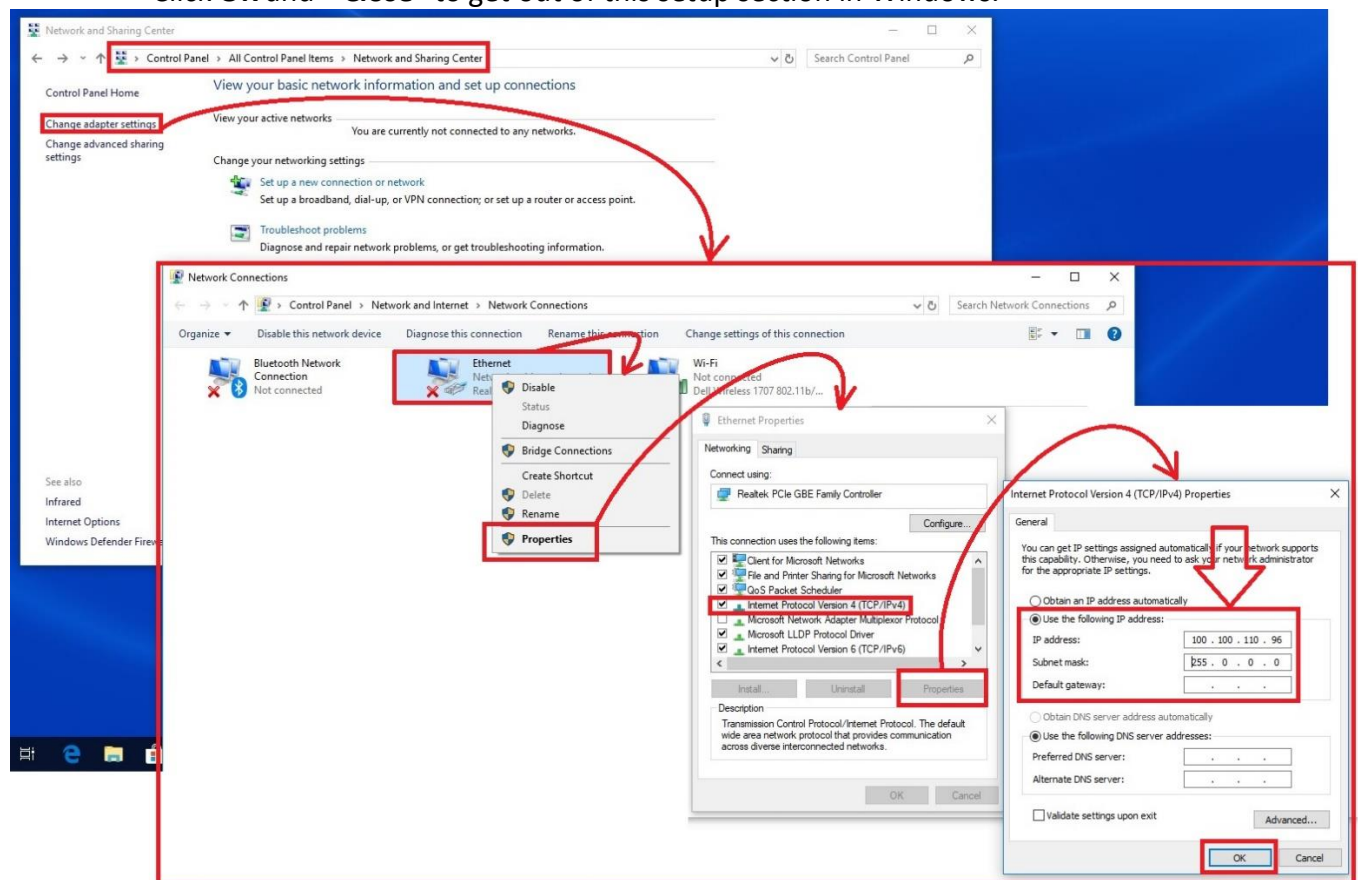 Network and Sharing Center
Control Panel > All Control Panel Items > Network and Sharing Center
Search Control Panel
Control Panel Home
Change adapter settings
Change advanced sharing
settings
View your basic network information and set up connections
View your active networks
You are currently not connected to any networks.
Change your networking settings
Set up a new connection or network
Set up a broadband, dial-up, or VPN connection; or set up a router or access point.
Troubleshoot problems
Diagnose and repair network problems, or get troubleshooting information.
See also
Infrared
Internet Options
Windows Defender Firew
Network Connections
Control Panel > Network and Internet > Network Connections
Search Network Connections
Organize
Disable this network device
Diagnose this connection
Rename this connection
Change settings of this connection
Bluetooth Network
Connection
Not connected
Ethernet
Wi-Fi
Not connected
Dell Wireless 1707 802.11b/...
Disable
Status
Diagnose
Bridge Connections
Create Shortcut
Delete
Rename
Properties
Ethernet Properties
Networking
Sharing
Connect using:
Realtek PCIe GBE Family Controller
Configure...
This connection uses the following items:
Client for Microsoft Networks
File and Printer Sharing for Microsoft Networks
QoS Packet Scheduler
Internet Protocol Version 4 (TCP/IPv4)
Microsoft Network Adapter Multiplexor Protocol
Microsoft LLDP Protocol Driver
Internet Protocol Version 6 (TCP/IPv6)
Install...
Uninstall
Properties
Description
Transmission Control Protocol/Internet Protocol. The default
wide area network protocol that provides communication
across diverse interconnected networks.
OK
Cancel
Internet Protocol Version 4 (TCP/IPv4) Properties
General
You can get IP settings assigned automatically if your network supports
this capability. Otherwise, you need to ask your network administrator
for the appropriate IP settings.
Obtain an IP address automatically
Use the following IP address:
IP address: 100 . 100 . 110 . 96
Subnet mask: 255 . 0 . 0 . 0
Default gateway: . . .
Obtain DNS server address automatically
Use the following DNS server addresses:
Preferred DNS server: . . .
Alternate DNS server: . . .
Validate settings upon exit
Advanced...
OK
Cancel